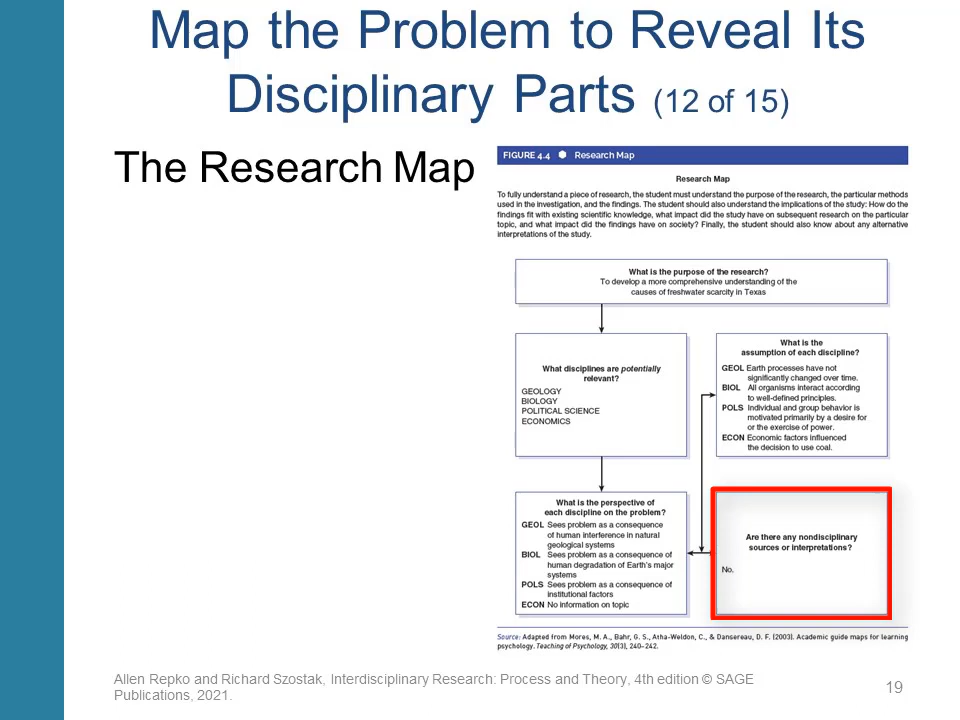 Map the Problem to Reveal Its
Disciplinary Parts (12 of 15)
The Research Map
FIGURE 4.4 Research Map
Research Map
To fully understand a piece of research, the student must understand the purpose of the research, the particular methods
used in the investigation, and the findings. The student should also understand the implications of the study: How do the
findings fit with existing scientific knowledge, what impact did the study have on subsequent research on the particular
topic, and what impact did the findings have on society? Finally, the student should also know about any alternative
interpretations of the study.
What is the purpose of the research?
To develop a more comprehensive understanding of the
causes of freshwater scarcity in Texas
What disciplines are potentially
relevant?
GEOLOGY
BIOLOGY
POLITICAL SCIENCE
ECONOMICS
What is the
assumption of each discipline?
GEOL Earth processes have not
significantly changed over time.
BIOL All organisms interact according
to well-defined principles.
POLS Individual and group behavior is
motivated primarily by a desire for
or the exercise of power.
ECON Economic factors influenced
the decision to use coal.
What is the perspective of
each discipline on the problem?
GEOL Sees problem as a consequence
of human interference in natural
geological systems
BIOL Sees problem as a consequence of
human degradation of Earth's major
systems
POLS Sees problem as a consequence of
institutional factors
ECON No information on topic
Are there any nondisciplinary
sources or interpretations?
No.
Source: Adapted from Mores, M. A., Bahr, G. S., Atha-Weldon, C., & Dansereau, D. F. (2003). Academic guide maps for learning
psychology. Teaching of Psychology, 30(3), 240–242.
Allen Repko and Richard Szostak, Interdisciplinary Research: Process and Theory, 4th edition © SAGE
Publications, 2021.
19